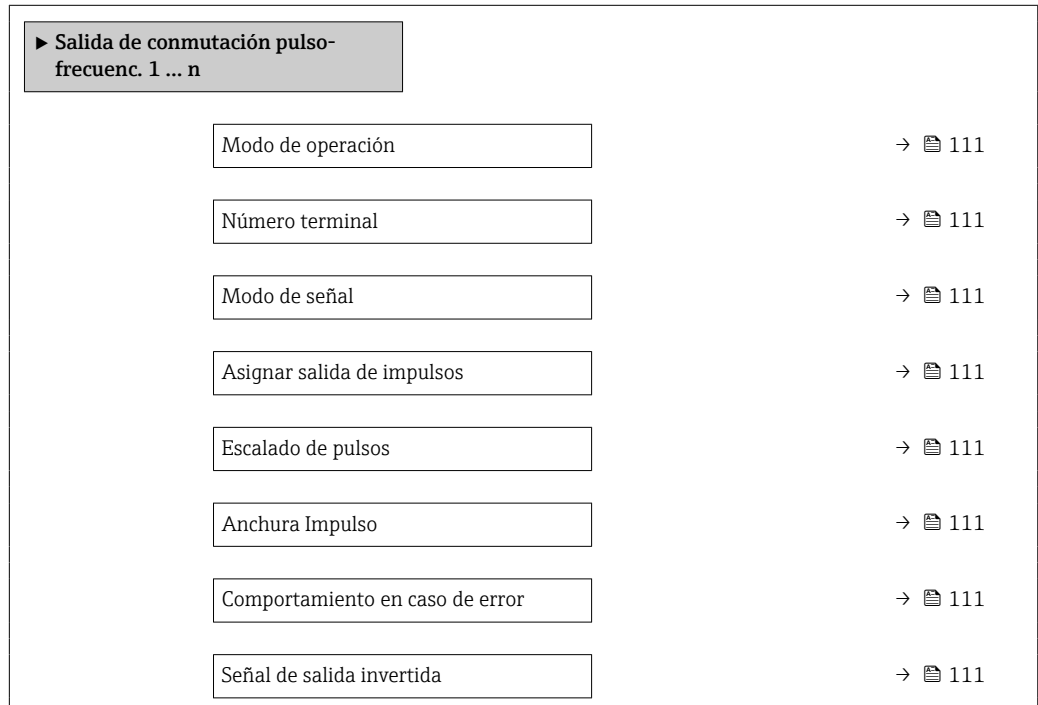 ▶ Salida de conmutación pulso-
frecuenc. 1 ... n
Modo de operación → 111
Número terminal → 111
Modo de señal → 111
Asignar salida de impulsos → 111
Escalado de pulsos → 111
Anchura Impulso → 111
Comportamiento en caso de error → 111
Señal de salida invertida → 111